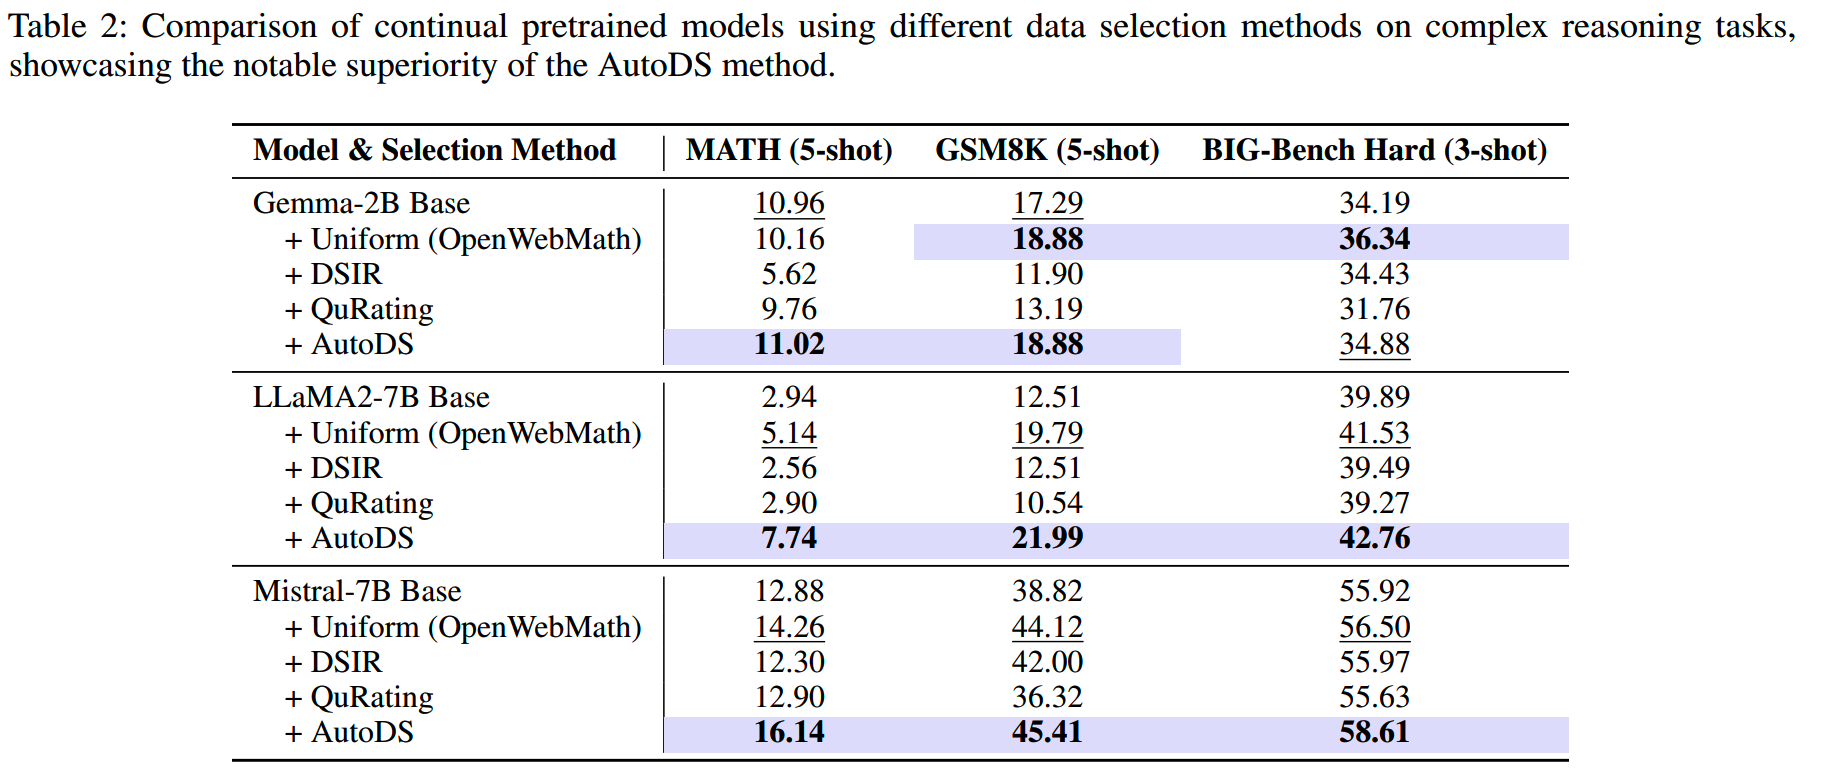 Table 2: Comparison of continual pretrained models using different data selection methods on complex reasoning tasks,
showcasing the notable superiority of the AutoDS method.
Model & Selection Method MATH (5-shot) GSM8K (5-shot) BIG-Bench Hard (3-shot)
Gemma-2B Base 10.96 17.29 34.19
+ Uniform (OpenWebMath) 10.16 18.88 36.34
+ DSIR 5.62 11.90 34.43
+ QuRating 9.76 13.19 31.76
+ AutoDS 11.02 18.88 34.88
LLaMA2-7B Base 2.94 12.51 39.89
+ Uniform (OpenWebMath) 5.14 19.79 41.53
+ DSIR 2.56 12.51 39.49
+ QuRating 2.90 10.54 39.27
+ AutoDS 7.74 21.99 42.76
Mistral-7B Base 12.88 38.82 55.92
+ Uniform (OpenWebMath) 14.26 44.12 56.50
+ DSIR 12.30 42.00 55.97
+ QuRating 12.90 36.32 55.63
+ AutoDS 16.14 45.41 58.61